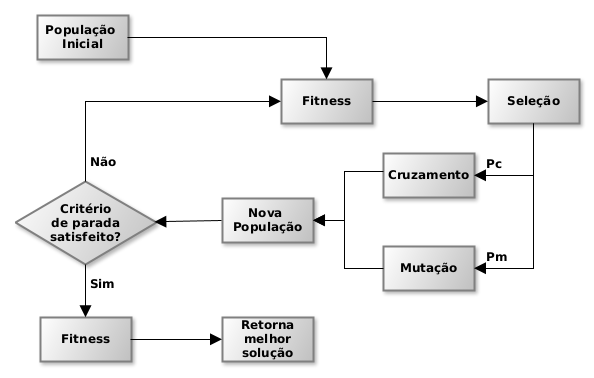 População
Inicial
Fitness
Seleção
Não
Pc
Cruzamento
Critério
de parada
satisfeito?
Nova
População
Pm
Mutação
Sim
Fitness
Retorna
melhor
solução